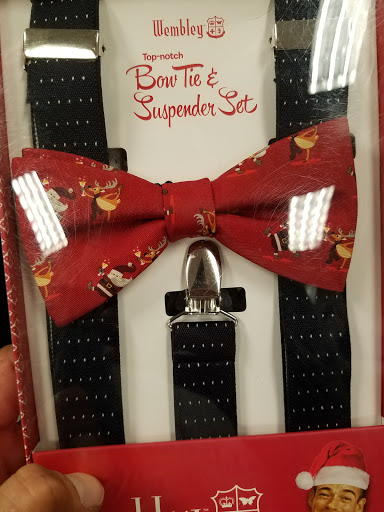 Wembley
Top-notch
Bow Tie &
Suspender Set